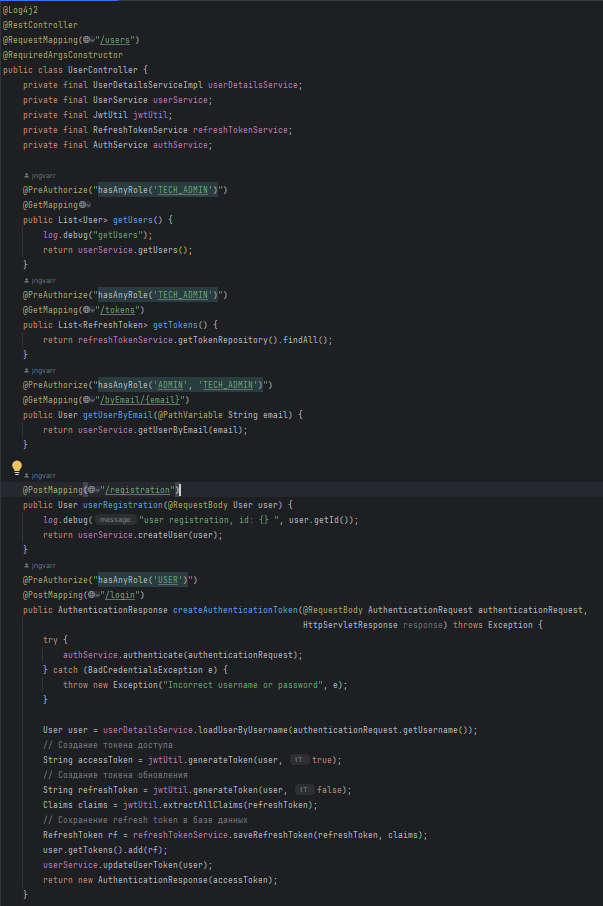 @Log4j2
@RestController
@RequestMapping("/users")
@RequiredArgsConstructor
public class UserController {
    private final UserDetailsServiceImpl userDetailsService;
    private final UserService userService;
    private final JwtUtil jwtUtil;
    private final RefreshTokenService refreshTokenService;
    private final AuthService authService;
jngvarr
    @PreAuthorize("hasAnyRole('TECH_ADMIN')")
    @GetMapping
    public List<User> getUsers() {
        log.debug("getUsers");
        return userService.getUsers();
    }
jngvarr
    @PreAuthorize("hasAnyRole('TECH_ADMIN')")
    @GetMapping("/tokens")
    public List<RefreshToken> getTokens() {
        return refreshTokenService.getTokenRepository().findAll();
    }
jngvarr
    @PreAuthorize("hasAnyRole('ADMIN', 'TECH_ADMIN')")
    @GetMapping("/byEmail/{email}")
    public User getUserByEmail(@PathVariable String email) {
        return userService.getUserByEmail(email);
    }
jngvarr
    @PostMapping("/registration")
    public User userRegistration(@RequestBody User user) {
        log.debug( message: "user registration, id: {} ", user.getId());
        return userService.createUser(user);
    }
jngvarr
    @PreAuthorize("hasAnyRole('USER')")
    @PostMapping("/login")
    public AuthenticationResponse createAuthenticationToken(@RequestBody AuthenticationRequest authenticationRequest,
                                                            HttpServletResponse response) throws Exception {
        try {
            authService.authenticate(authenticationRequest);
        } catch (BadCredentialsException e) {
            throw new Exception("Incorrect username or password", e);
        }
        User user = userDetailsService.loadUserByUsername(authenticationRequest.getUsername());
        // Создание токена доступа
        String accessToken = jwtUtil.generateToken(user, tT: true);
        // Создание токена обновления
        String refreshToken = jwtUtil.generateToken(user, tT: false);
        Claims claims = jwtUtil.extractAllClaims(refreshToken);
        // Сохранение refresh token в базе данных
        RefreshToken rf = refreshTokenService.saveRefreshToken(refreshToken, claims);
        user.getTokens().add(rf);
        userService.updateUserToken(user);
        return new AuthenticationResponse(accessToken);
    }